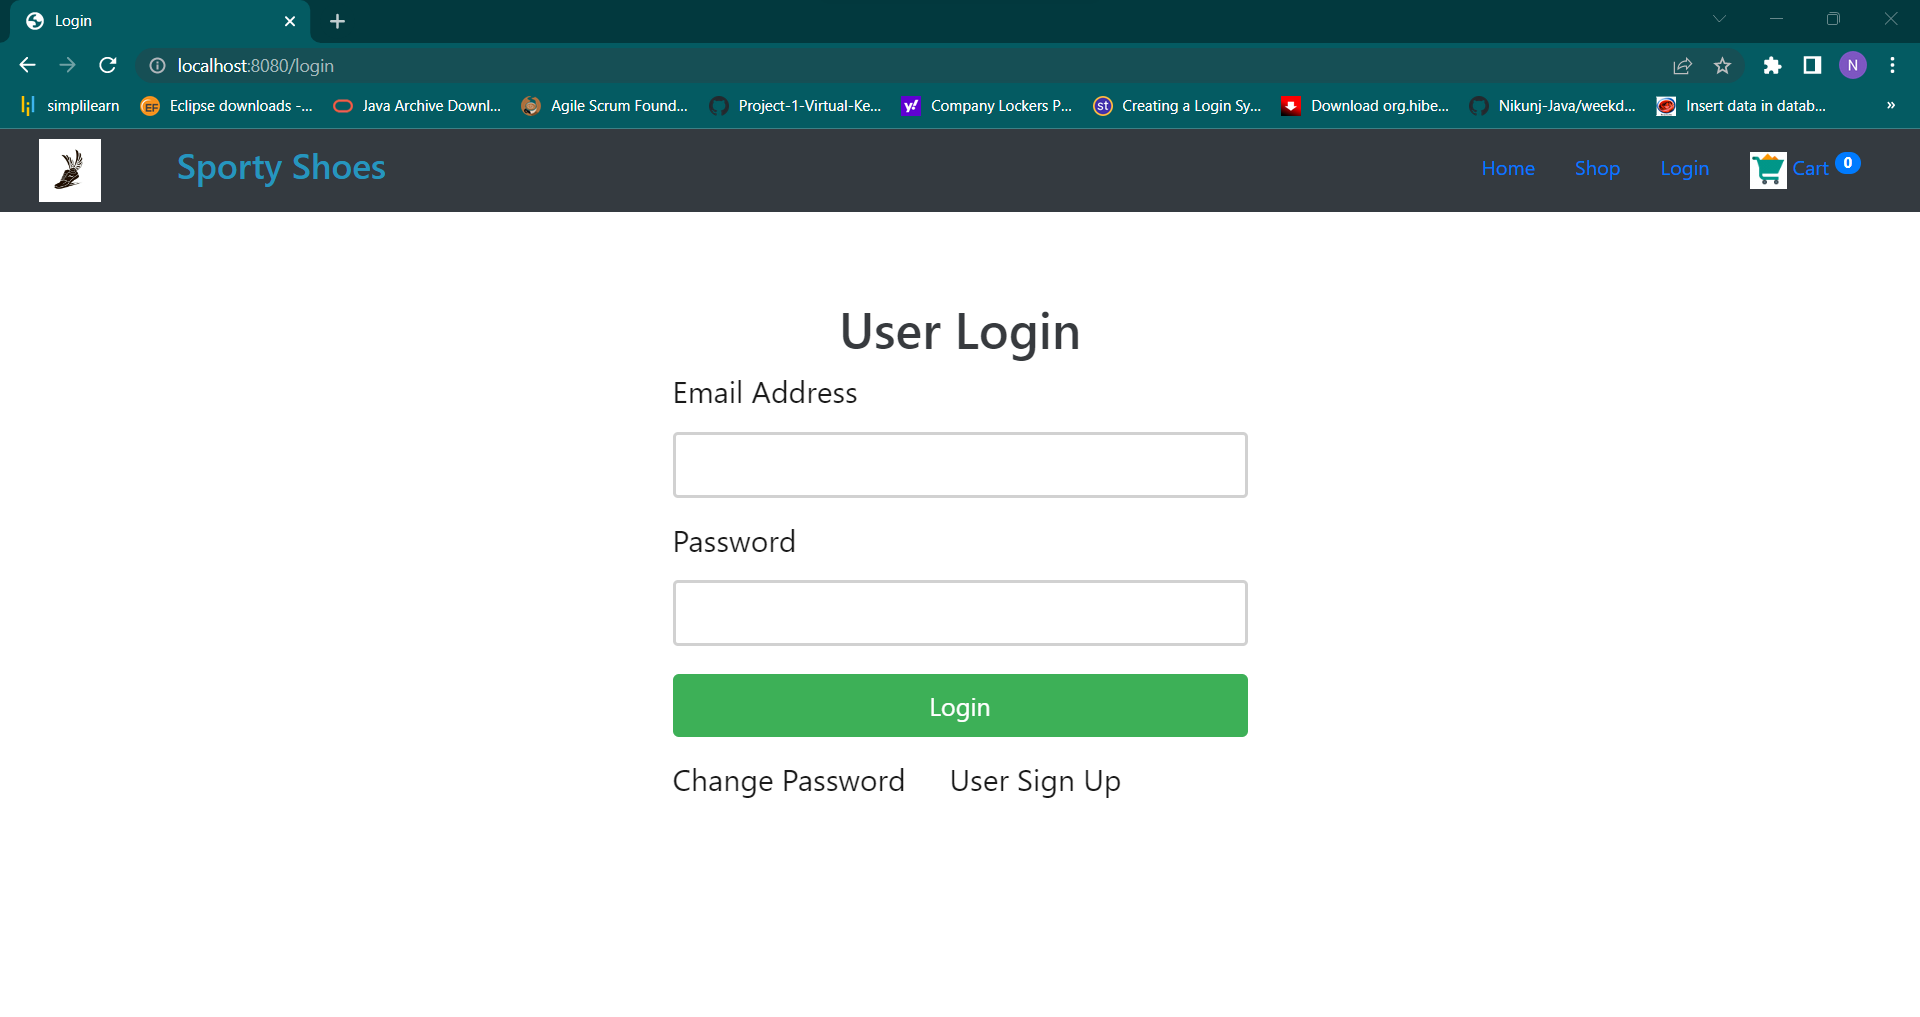 Login
localhost:8080/login
N
simplilearn EF Eclipse downloads -... Java Archive Downl... Agile Scrum Found... Project-1-Virtual-Ke... y! Company Lockers P... st Creating a Login Sy... Download org.hibe... Nikunj-Java/weekd... Insert data in datab... »
Sporty Shoes Home Shop Login Cart 0
User Login
Email Address
Password
Login
Change Password User Sign Up